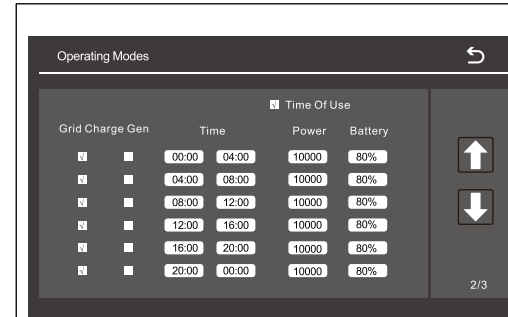 Operating Modes
√ Time Of Use
Grid Charge Gen Time Power Battery
√ 00:00 04:00 10000 80%
√ 04:00 08:00 10000 80%
√ 08:00 12:00 10000 80%
√ 12:00 16:00 10000 80%
√ 16:00 20:00 10000 80%
√ 20:00 00:00 10000 80%
2/3